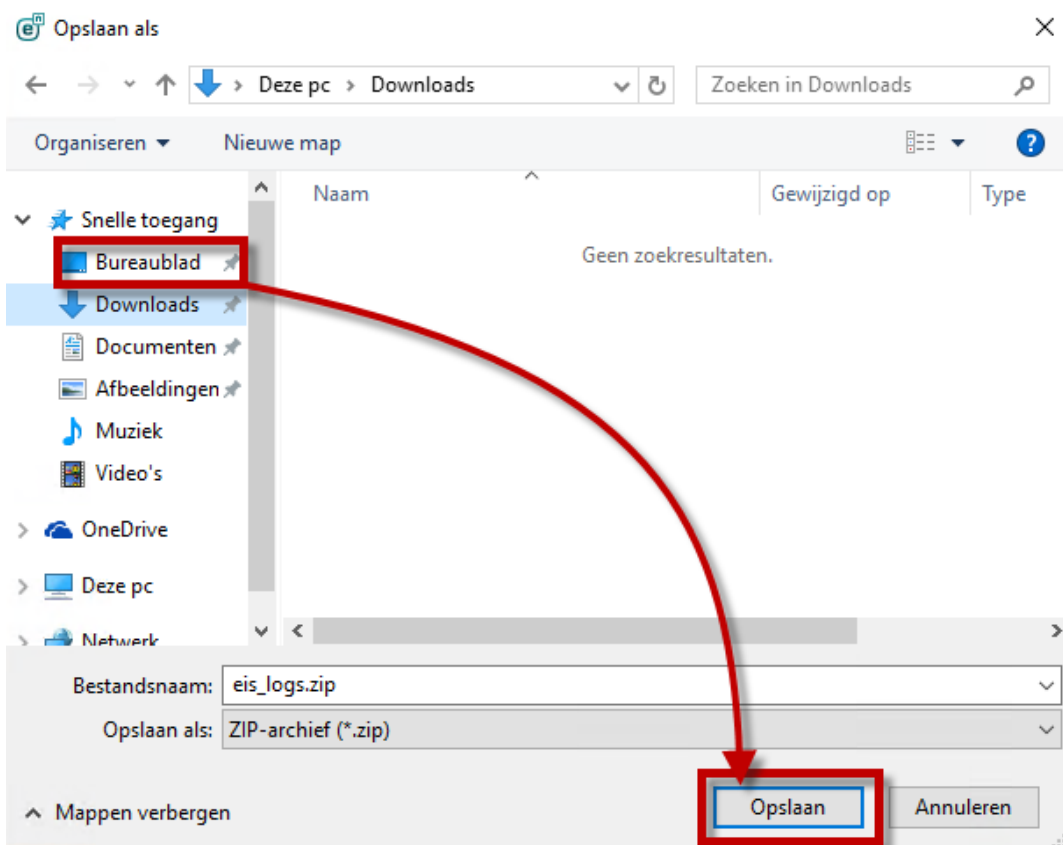 Opslaan als
Deze pc Downloads Zoeken in Downloads
Organiseren Nieuwe map
Naam Gewijzigd op Type
Snelle toegang
Geen zoekresultaten.
Bureaublad
Downloads
Documenten
Afbeeldingen
Muziek
Video's
OneDrive
Deze pc
Netwerk
Bestandsnaam: eis_logs.zip
Opslaan als: ZIP-archief (*.zip)
Mappen verbergen Opslaan Annuleren